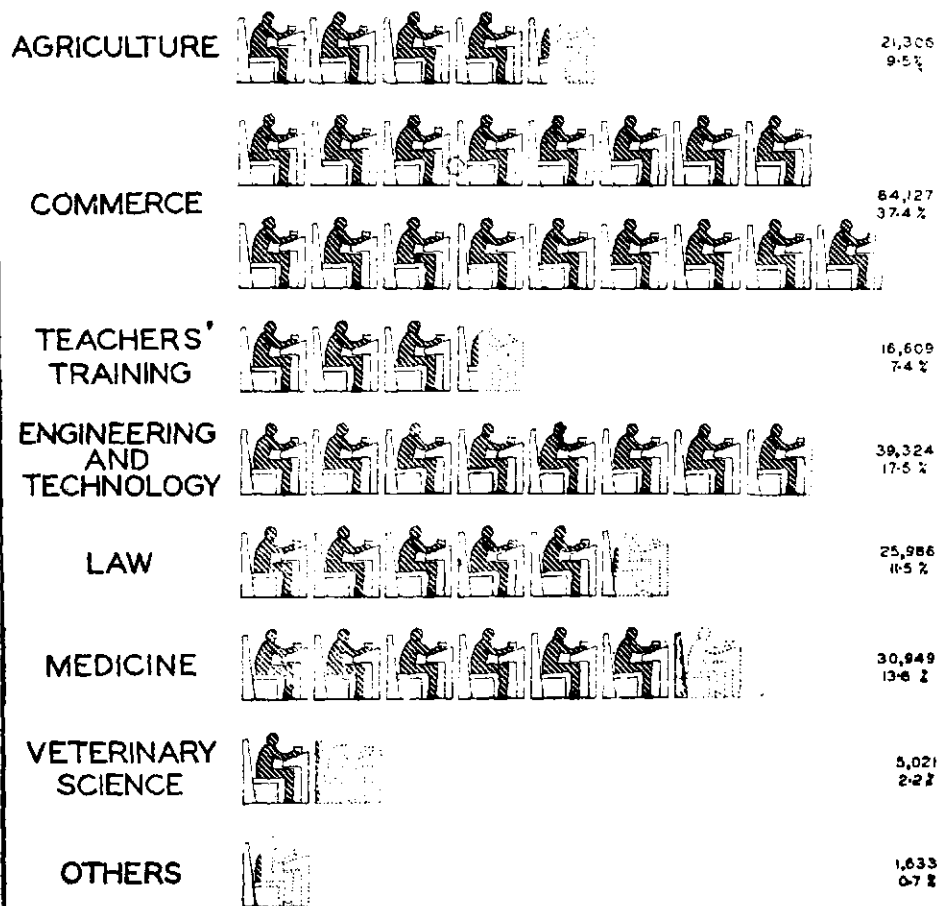 AGRICULTURE
21,306
9.5%
COMMERCE
84,127
37.4 %
TEACHERS'
TRAINING
16,609
7.4 %
ENGINEERING
AND
TECHNOLOGY
39,324
17.5 %
LAW
25,986
11.5 %
MEDICINE
30,949
13.8 %
VETERINARY
SCIENCE
5,021
2.2%
OTHERS
1,633
0.7 %